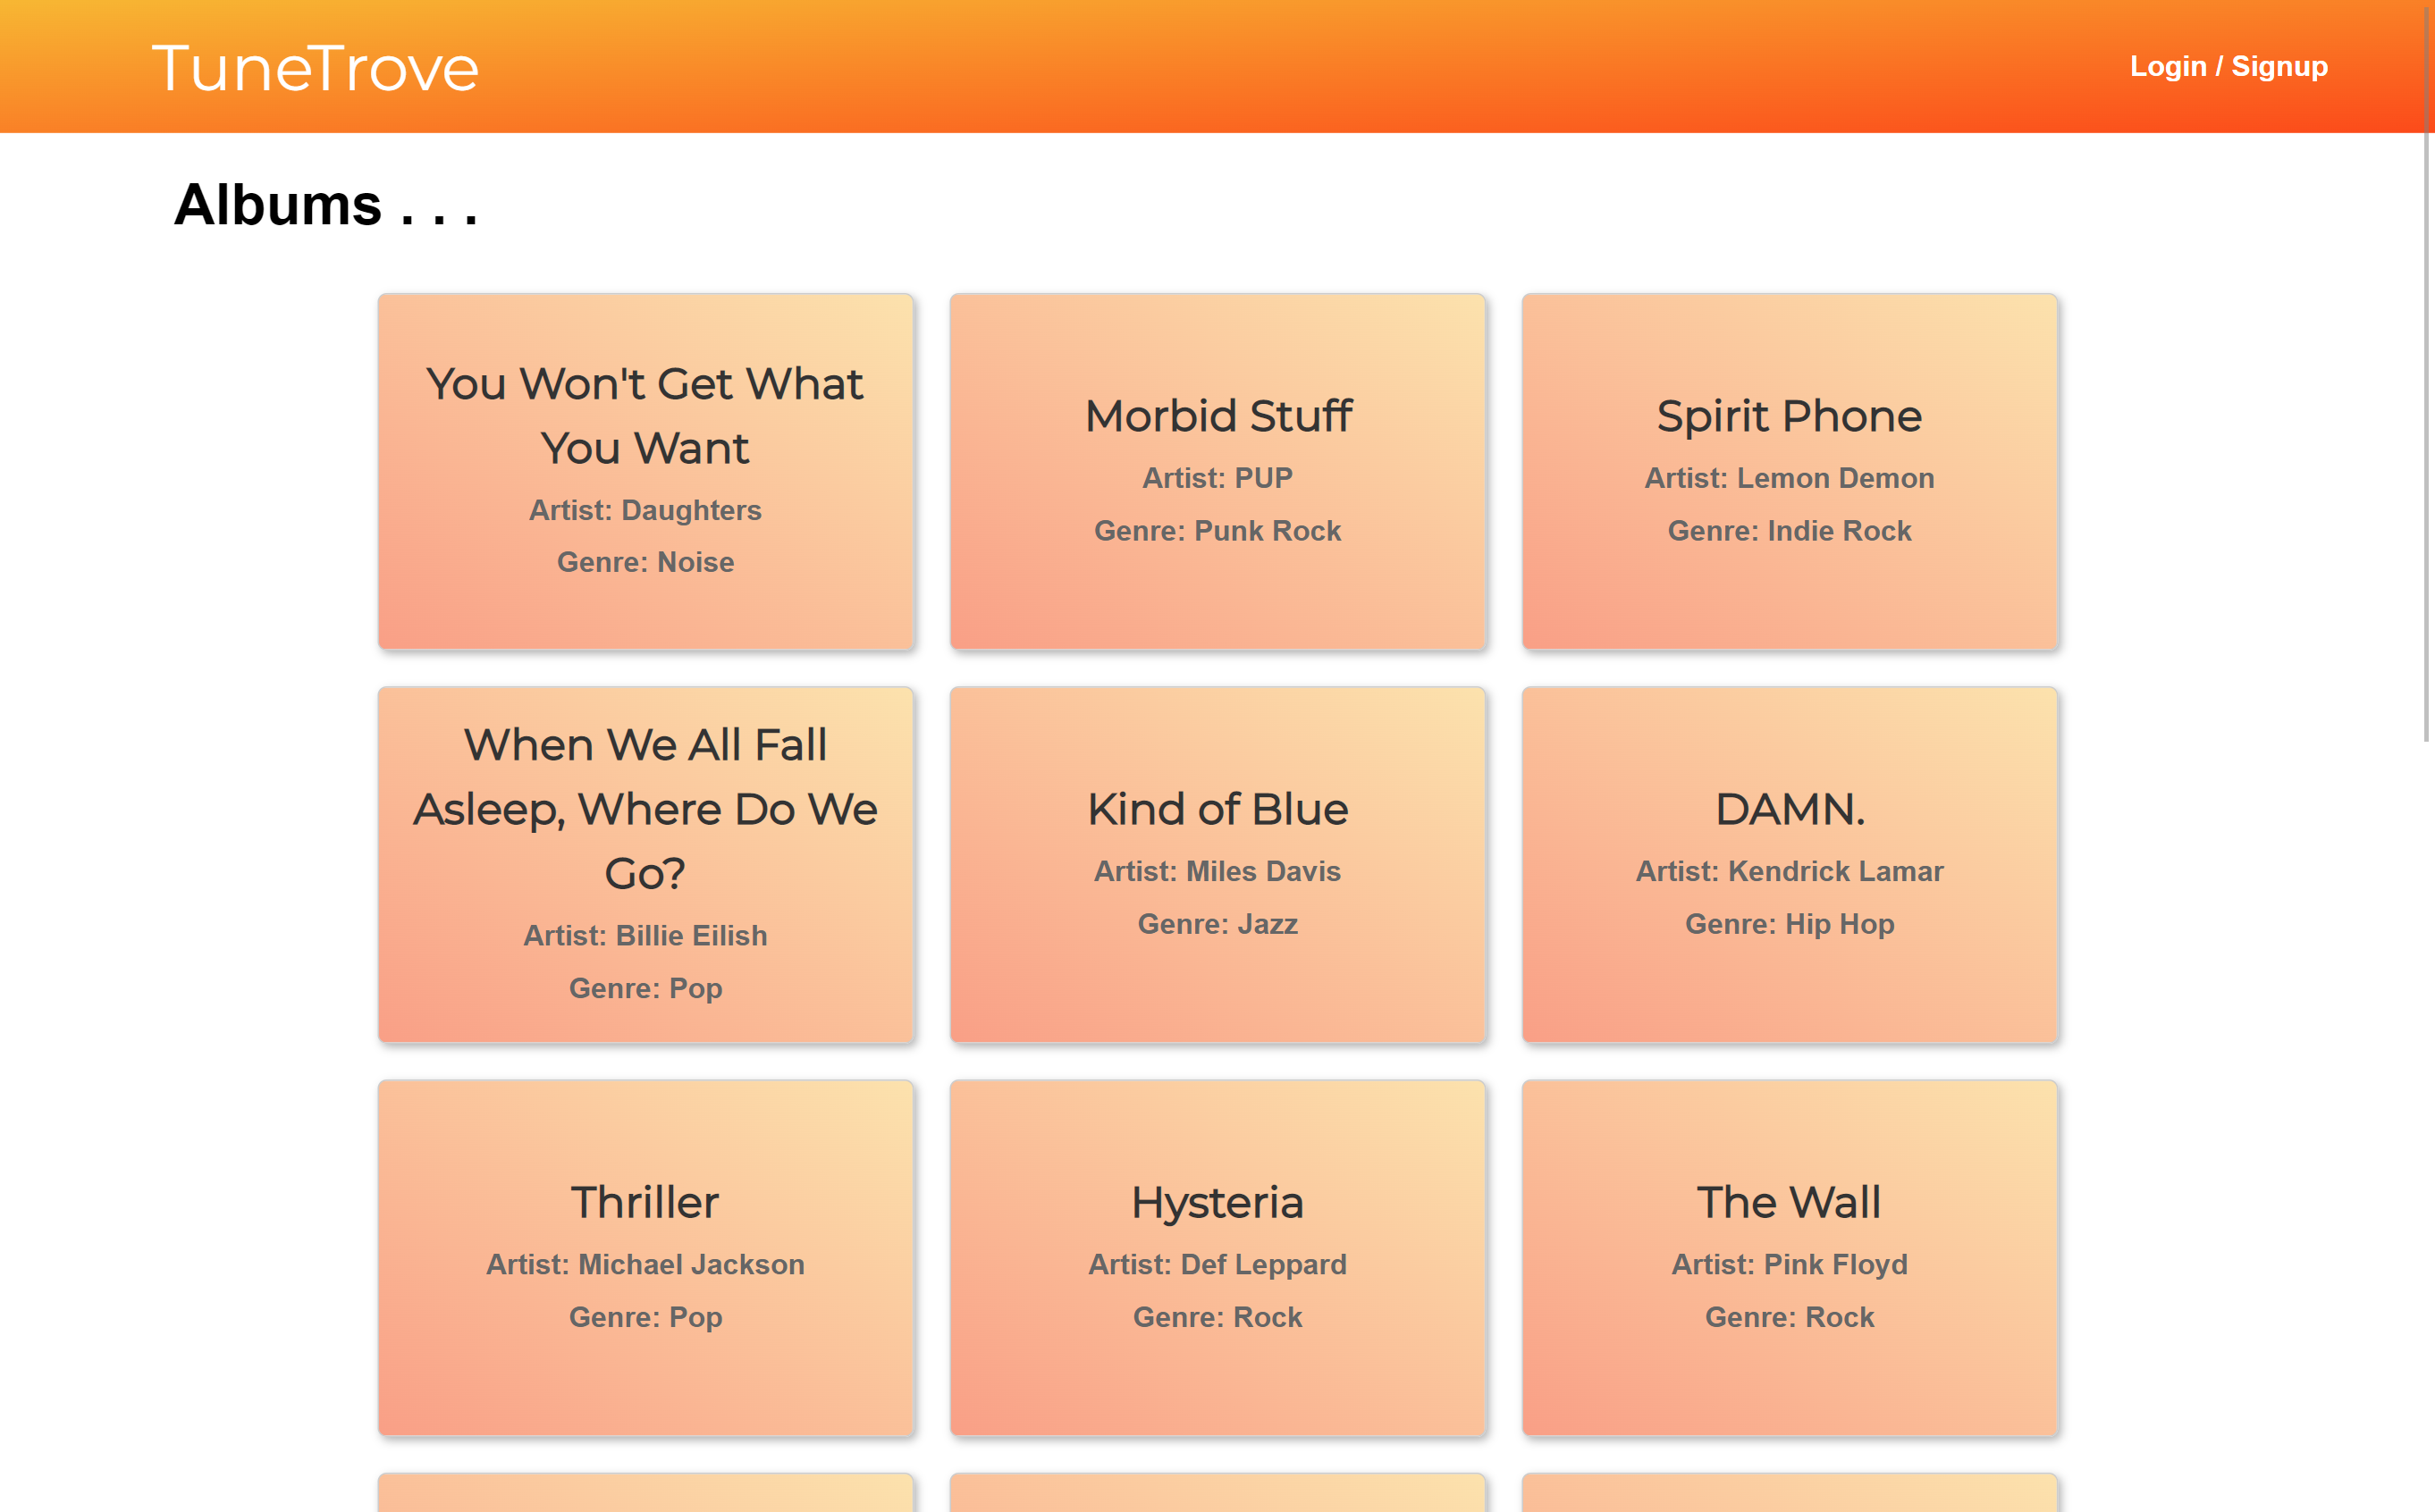 TuneTrove
Login / Signup
Albums . . .
You Won't Get What
You Want
Artist: Daughters
Genre: Noise
Morbid Stuff
Artist: PUP
Genre: Punk Rock
Spirit Phone
Artist: Lemon Demon
Genre: Indie Rock
When We All Fall
Asleep, Where Do We
Go?
Artist: Billie Eilish
Genre: Pop
Kind of Blue
Artist: Miles Davis
Genre: Jazz
DAMN.
Artist: Kendrick Lamar
Genre: Hip Hop
Thriller
Artist: Michael Jackson
Genre: Pop
Hysteria
Artist: Def Leppard
Genre: Rock
The Wall
Artist: Pink Floyd
Genre: Rock